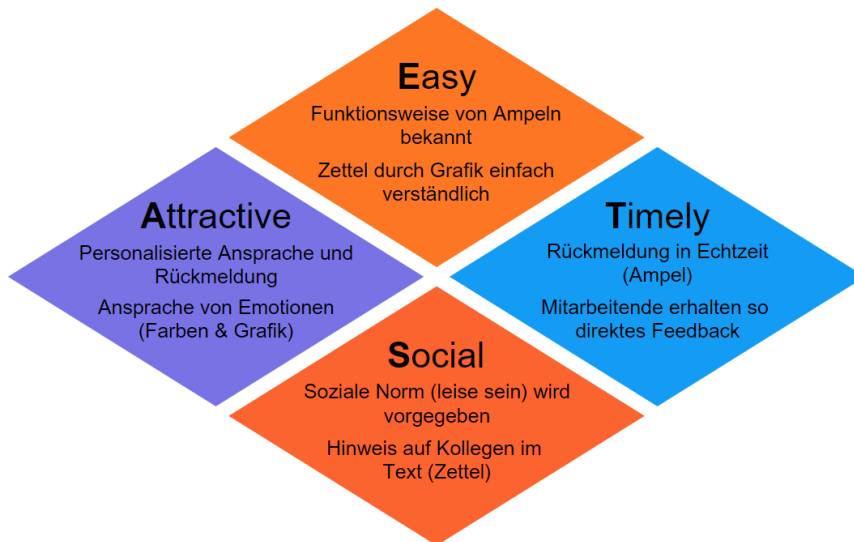 Easy
Funktionsweise von Ampeln
bekannt
Zettel durch Grafik einfach
verständlich
Attractive
Personalisierte Ansprache und
Rückmeldung
Ansprache von Emotionen
(Farben & Grafik)
Timely
Rückmeldung in Echtzeit
(Ampel)
Mitarbeitende erhalten so
direktes Feedback
Social
Soziale Norm (leise sein) wird
vorgegeben
Hinweis auf Kollegen im
Text (Zettel)